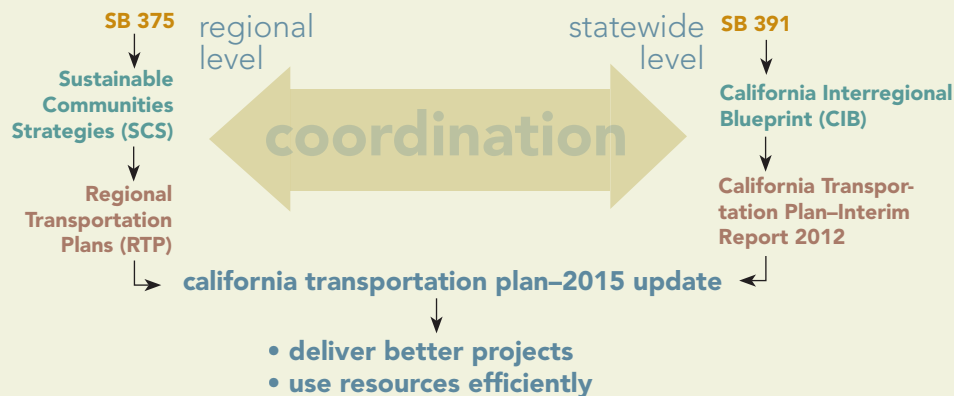 SB 375
regional
level
Sustainable
Communities
Strategies (SCS)
Regional
Transportation
Plans (RTP)
coordination
statewide
level
SB 391
California Interregional
Blueprint (CIB)
California Transpor-
tation Plan–Interim
Report 2012
california transportation plan–2015 update
• deliver better projects
• use resources efficiently